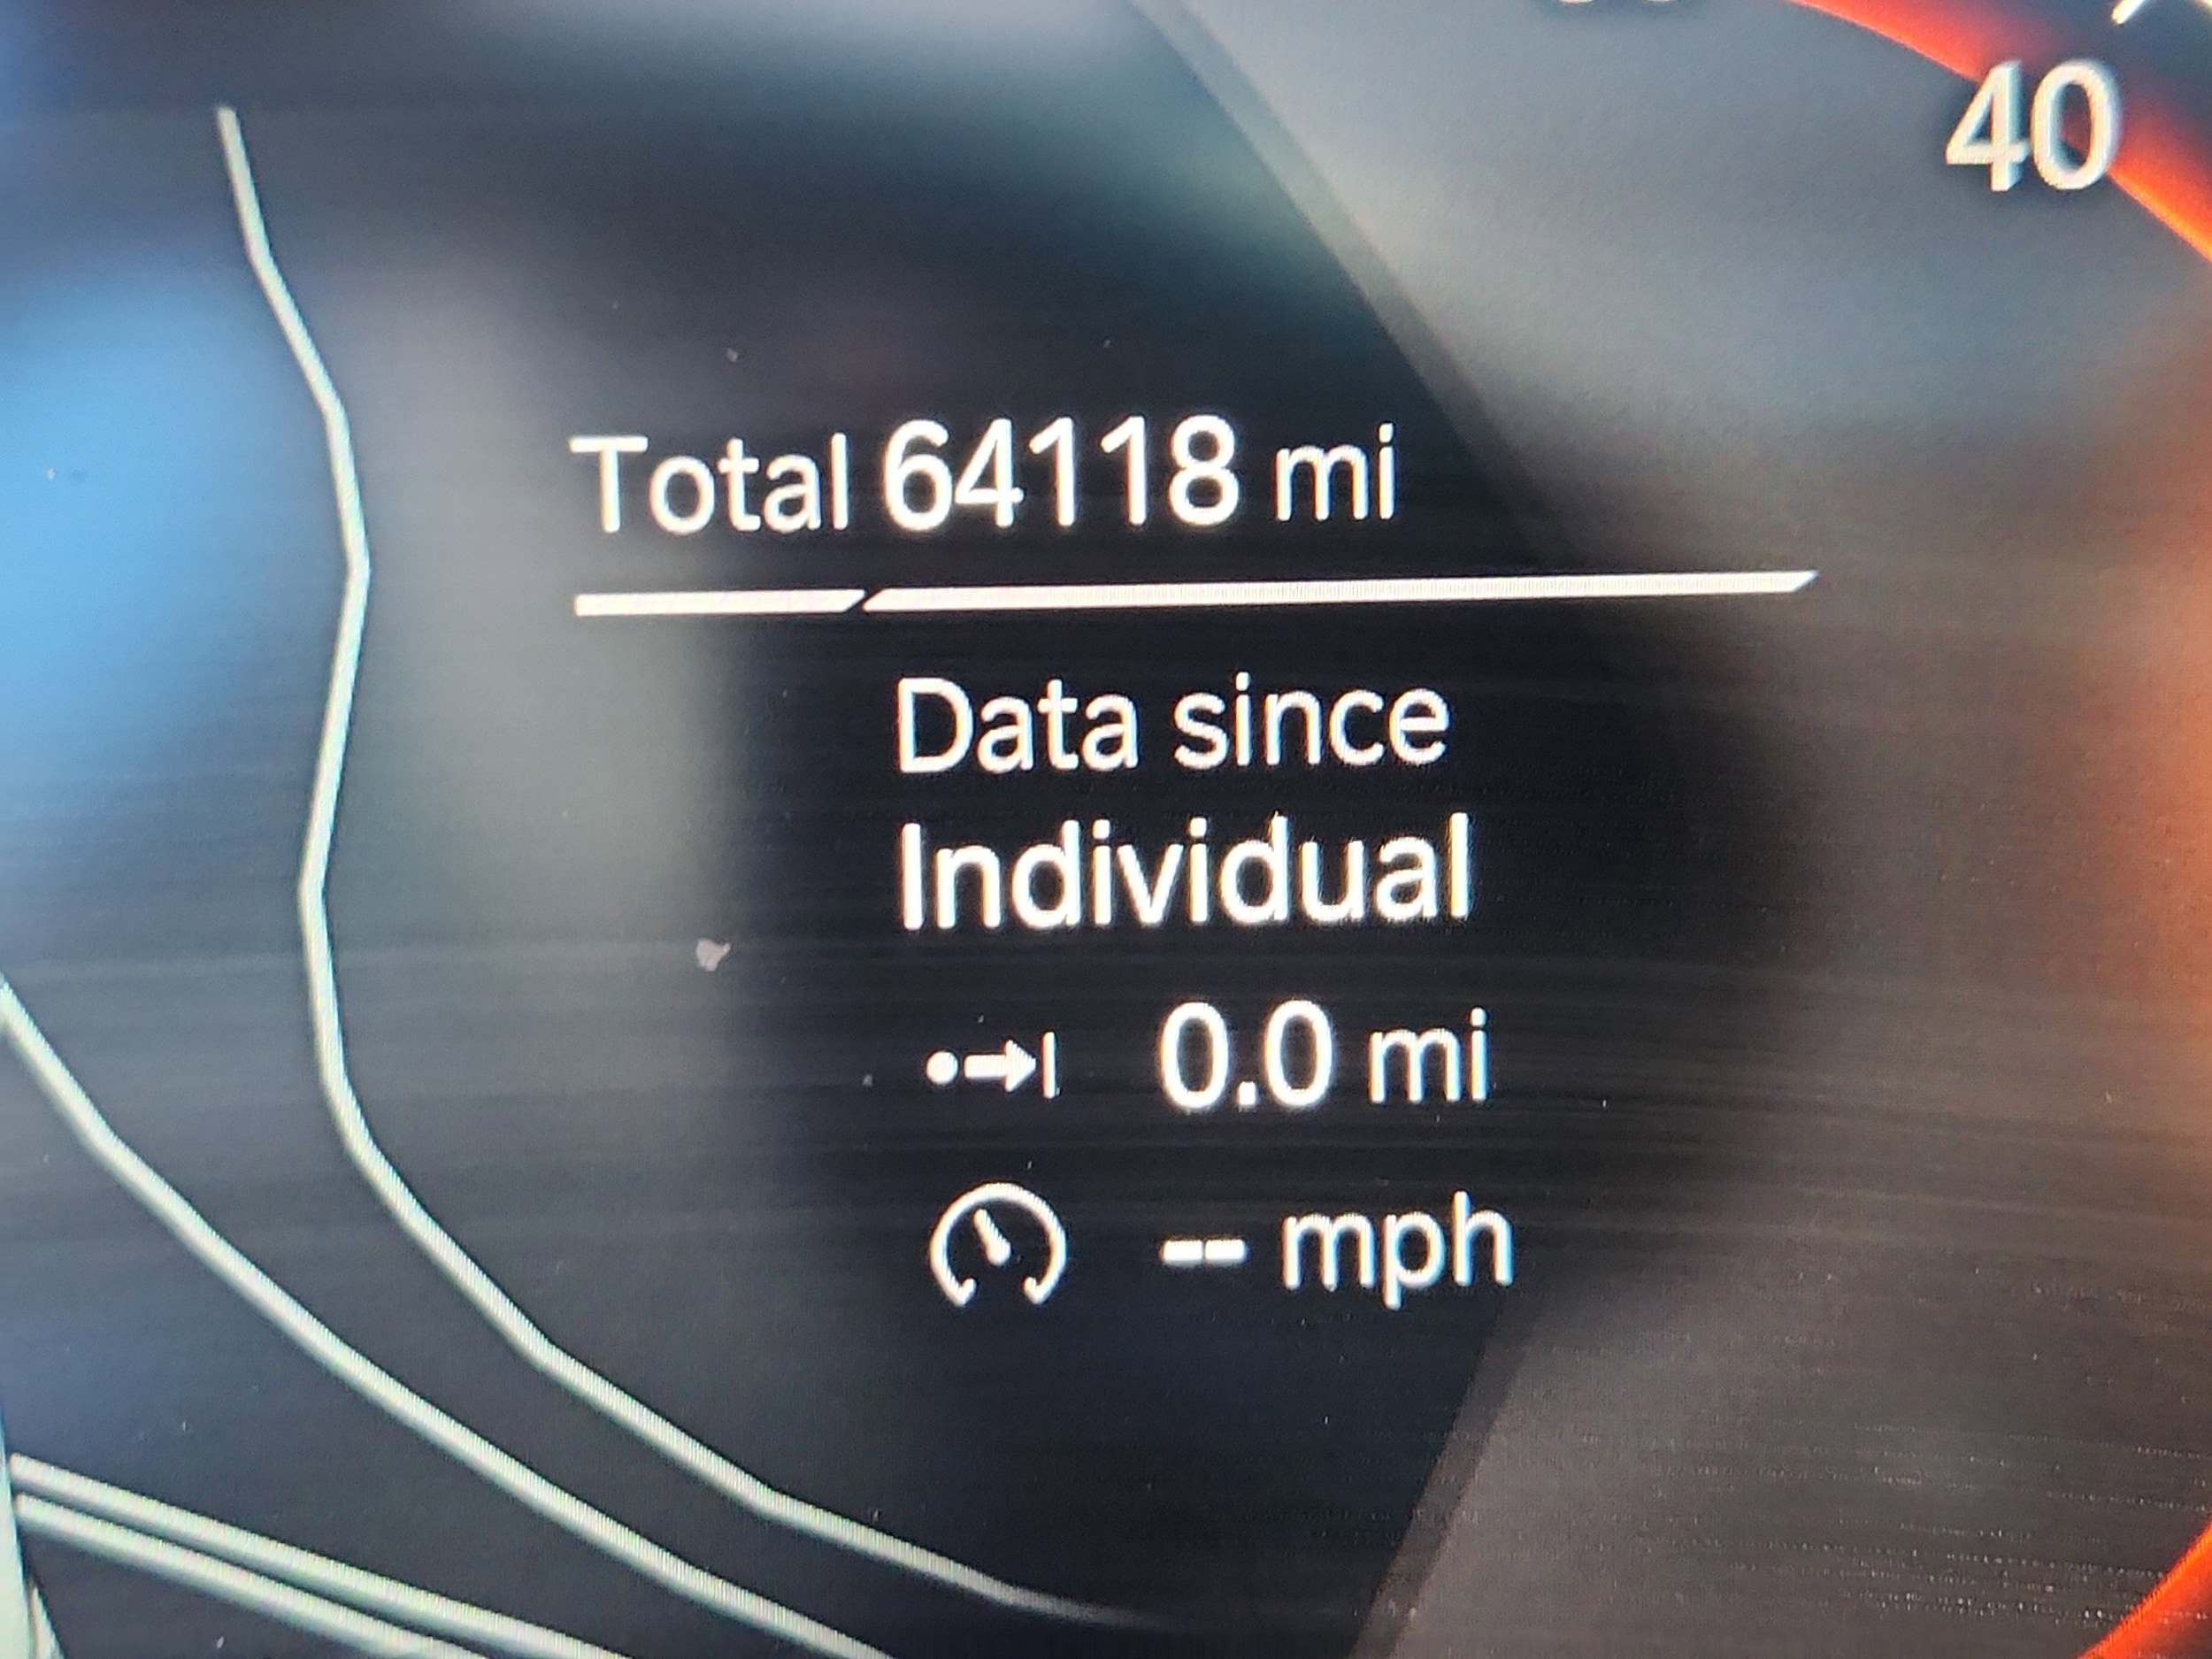 40
Total 64118 mi
Data since
Individual
0.0 mi
-- mph